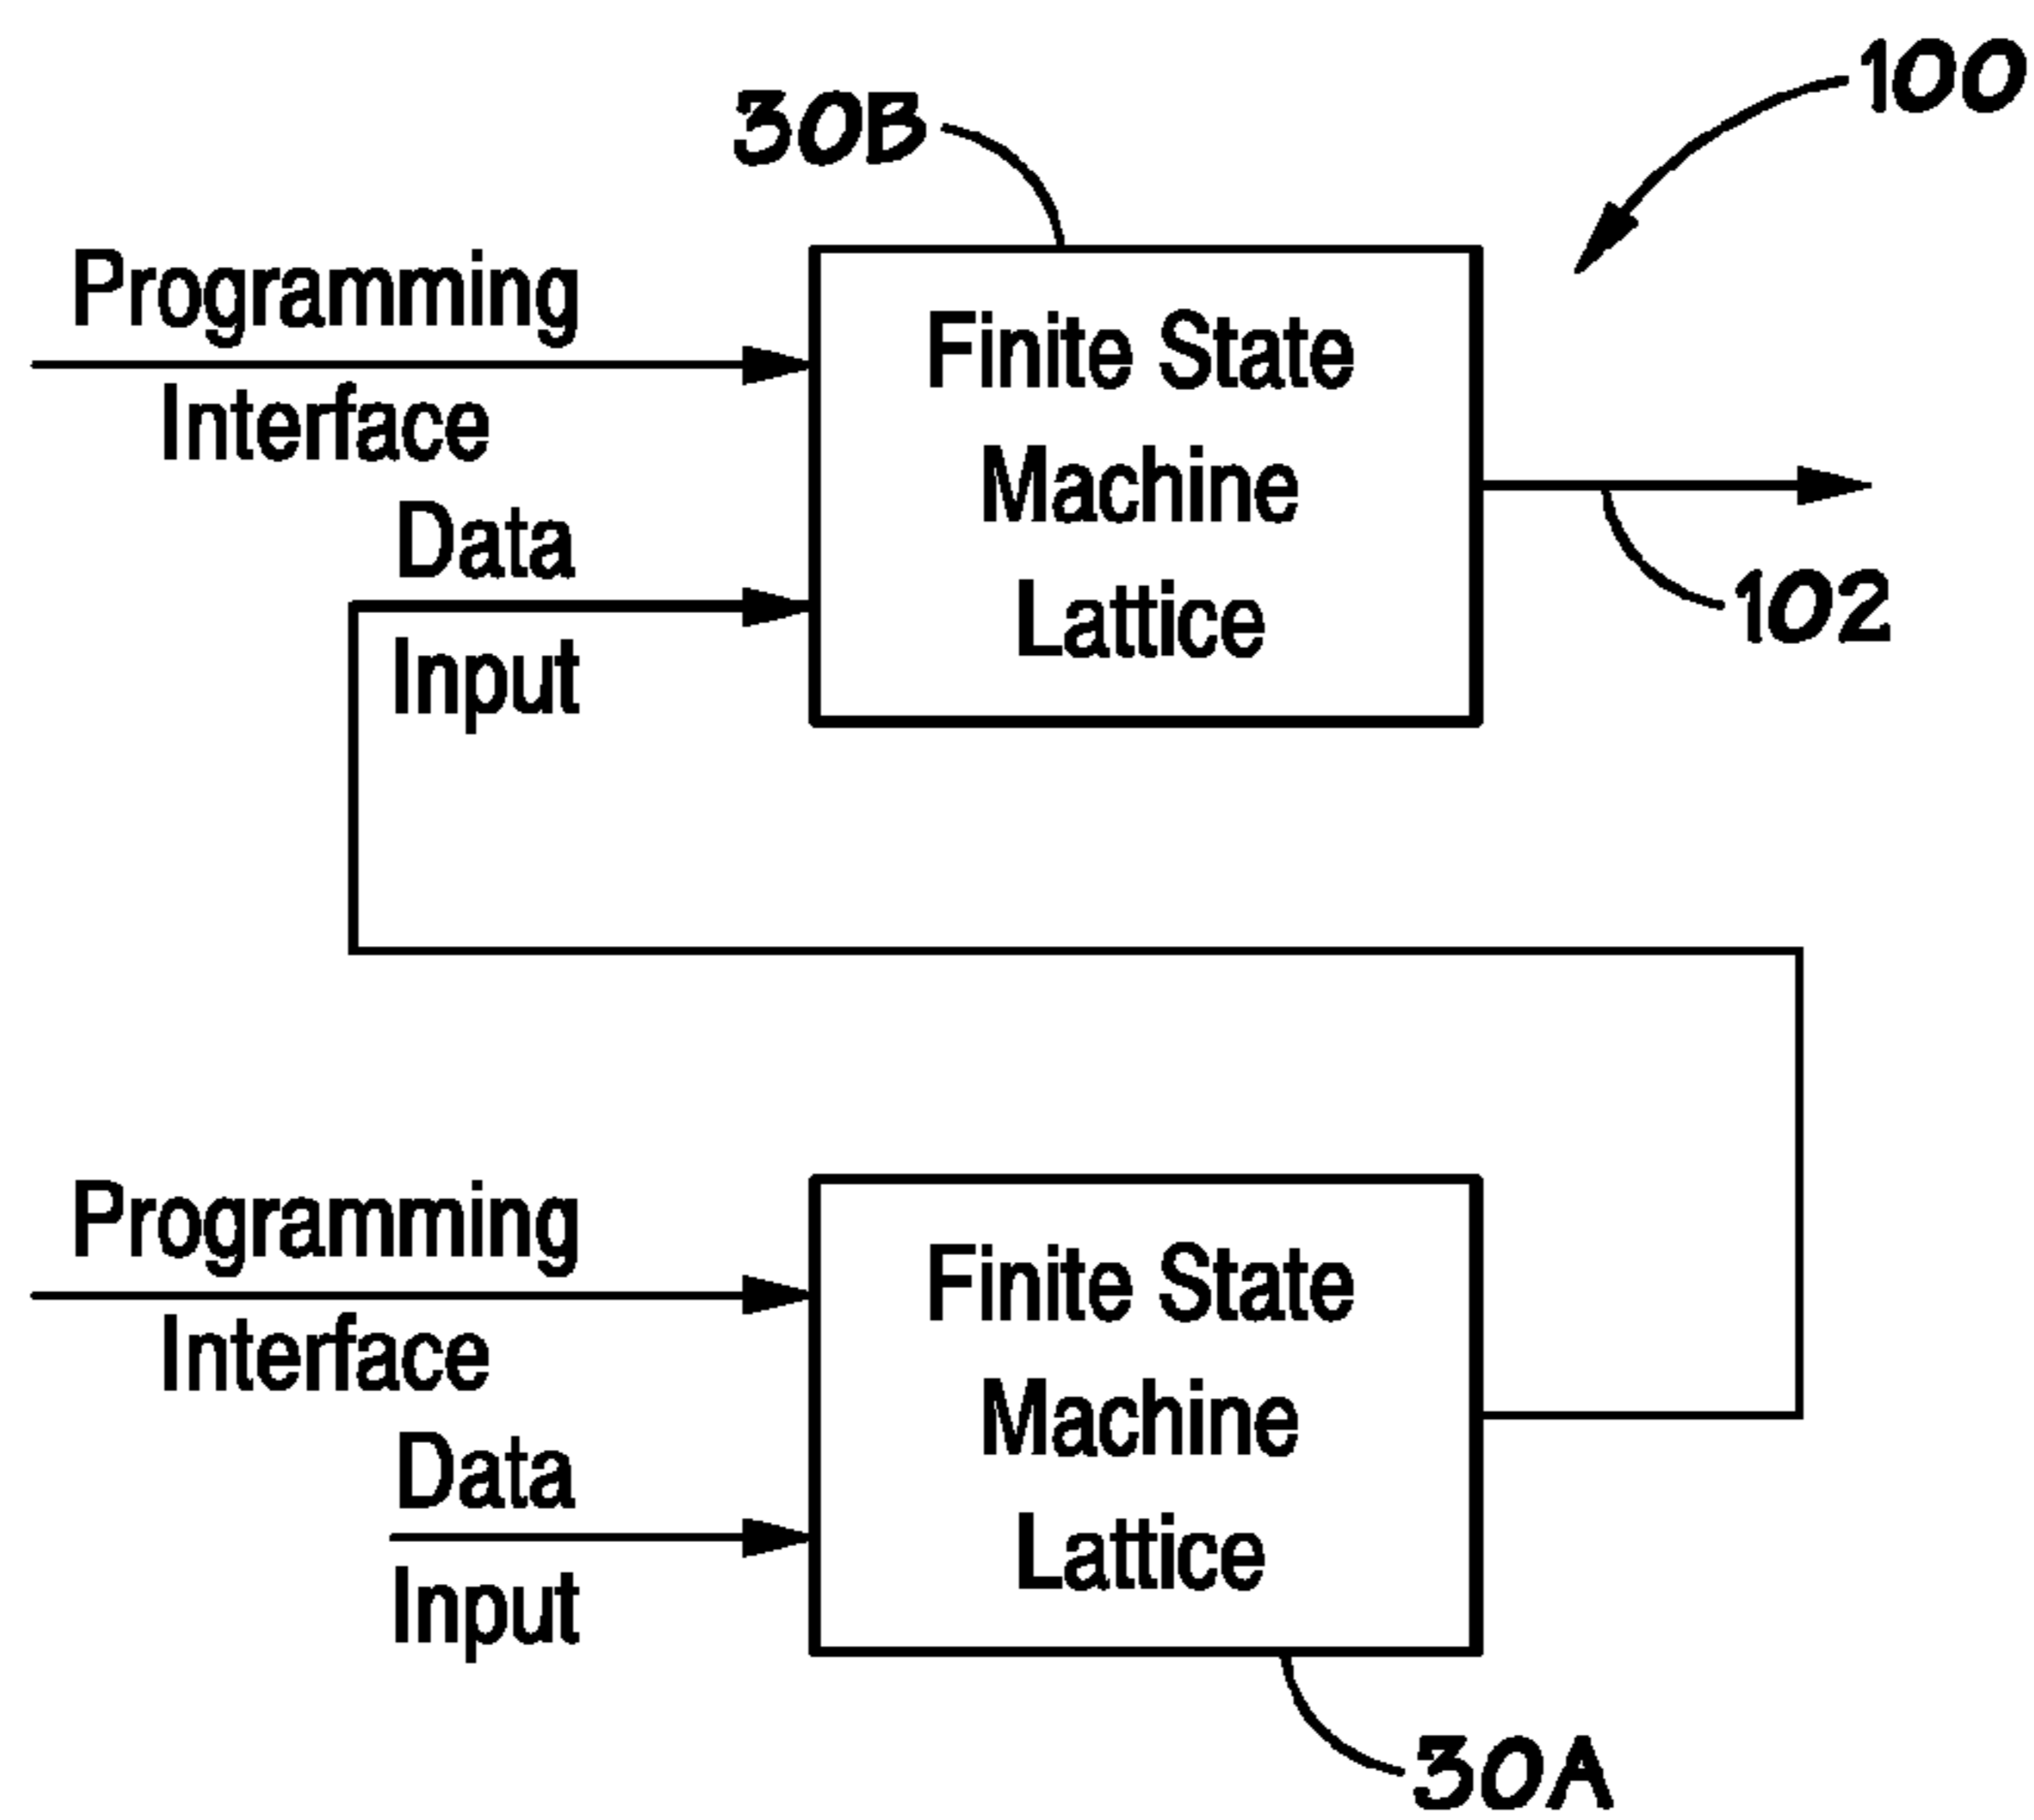 100
30B
Programming
Interface
Data
Input
Finite State
Machine
Lattice
102
Programming
Interface
Data
Input
Finite State
Machine
Lattice
30A